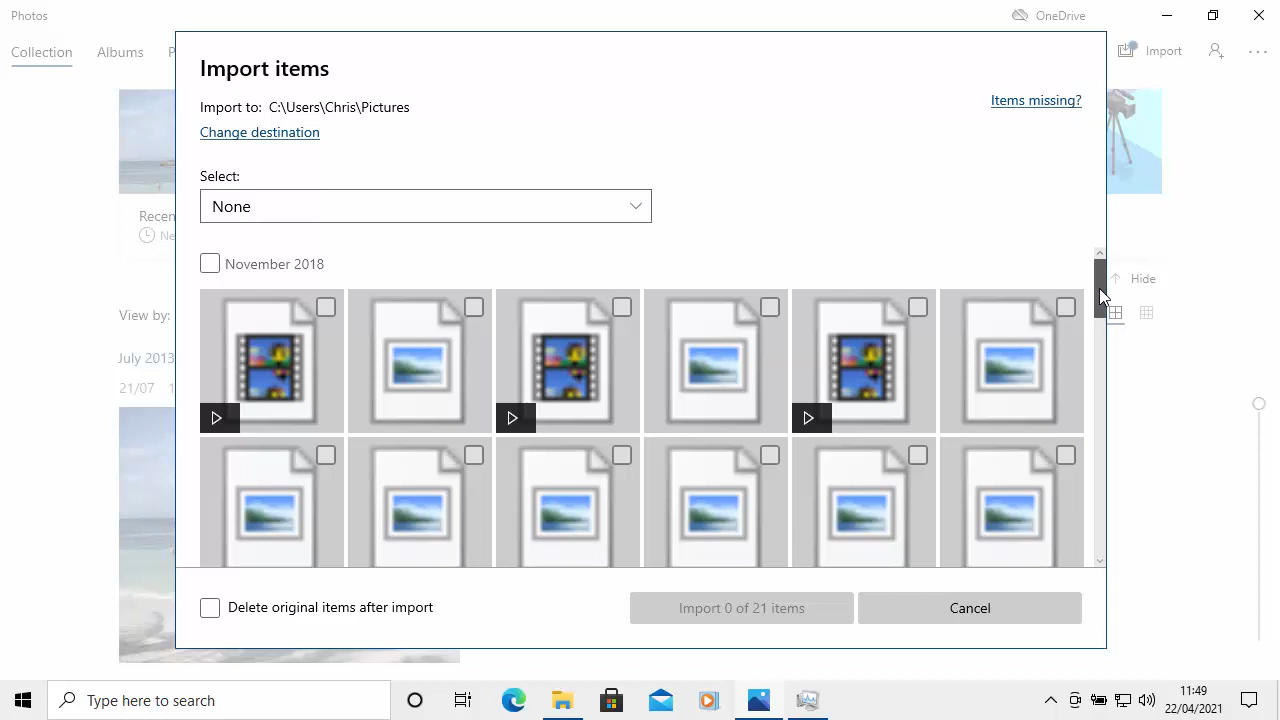 Photos
OneDrive
Collection
Albums
P
Import
Import items
Import to: C:\Users\Chris\Pictures
Items missing?
Change destination
Select:
None
Recen
Ne
November 2018
Hide
View by:
July 2013
21/07 1
Delete original items after import
Import 0 of 21 items
Cancel
Type here to search
11:49
22/04/2021